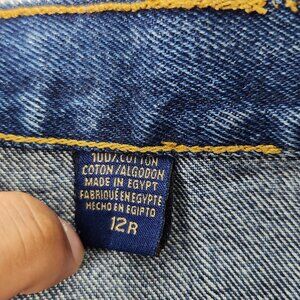 100% COTTON
COTON/ALGODON
MADE IN EGYPT
FABRIQUÉ EN EGYPTE
HECHO EN EGIPTO
12R